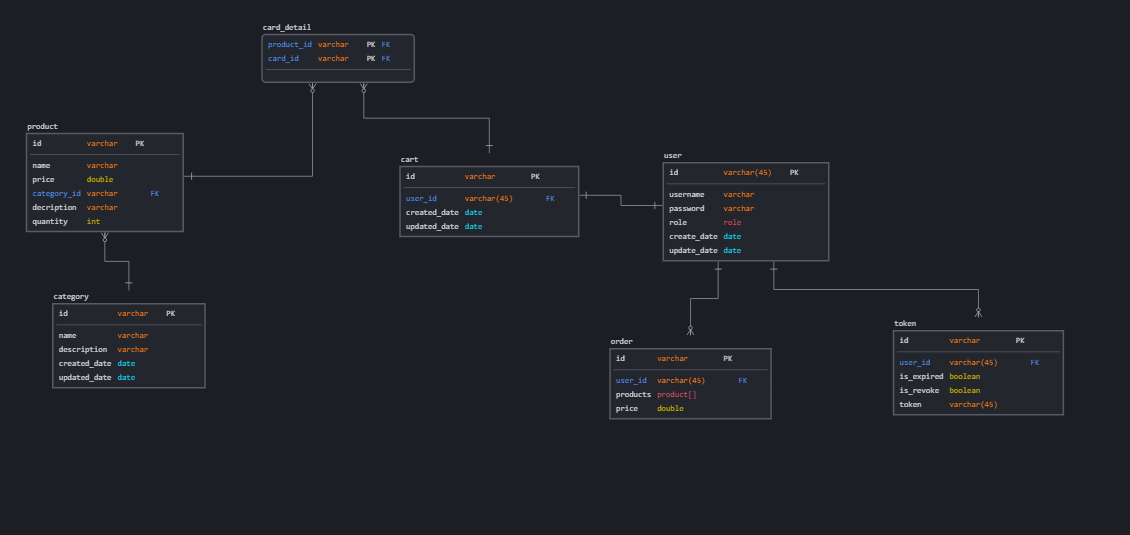 card_detail
product_id varchar PK FK
card_id varchar PK FK
product
id varchar PK
name varchar
price double
category_id varchar FK
decription varchar
quantity int
cart
id varchar PK
user_id varchar(45) FK
created_date date
updated_date date
user
id varchar(45) PK
username varchar
password varchar
role role
create_date date
update_date date
category
id varchar PK
name varchar
description varchar
created_date date
updated_date date
order
id varchar PK
user_id varchar(45) FK
products product[]
price double
token
id varchar PK
user_id varchar(45) FK
is_expired boolean
is_revoke boolean
token varchar(45)